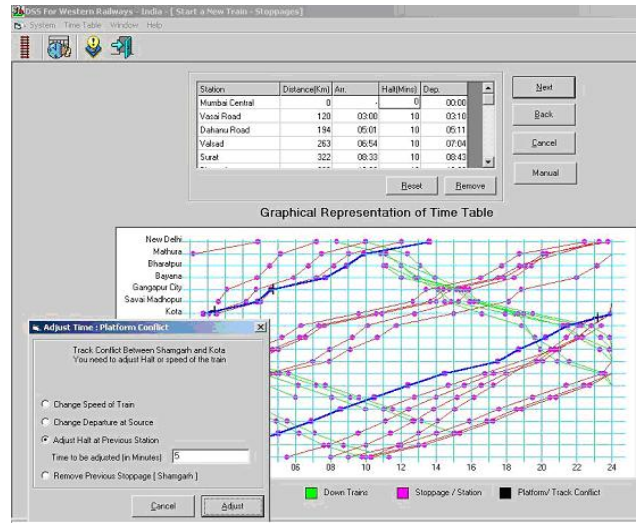 DSS For Western Railways - India - [ Start a New Train - Stoppages ]
System Time Table Window Help
Station Distance(Km) Arr. Halt(Mins) Dep.
Mumbai Central 0 - 0 00:00
Vasai Road 120 03:00 10 03:10
Dahanu Road 194 05:01 10 05:11
Valsad 263 06:54 10 07:04
Surat 322 08:33 10 08:43
Reset Remove
Next
Back
Cancel
Manual
Graphical Representation of Time Table
New Delhi
Mathura
Bharatpur
Bayana
Gangapur City
Savai Madhopur
Kota
Adjust Time : Platform Conflict
Track Conflict Between Shamgarh and Kota
You need to adjust Halt or speed of the train
Change Speed of Train
Change Departure at Source
Adjust Halt at Previous Station
Time to be adjusted (in Minutes) 5
Remove Previous Stoppage [ Shamgarh ]
Cancel Adjust
06 08 10 12 14 16 18 20 22 24
Down Trains Stoppage / Station Platform/ Track Conflict